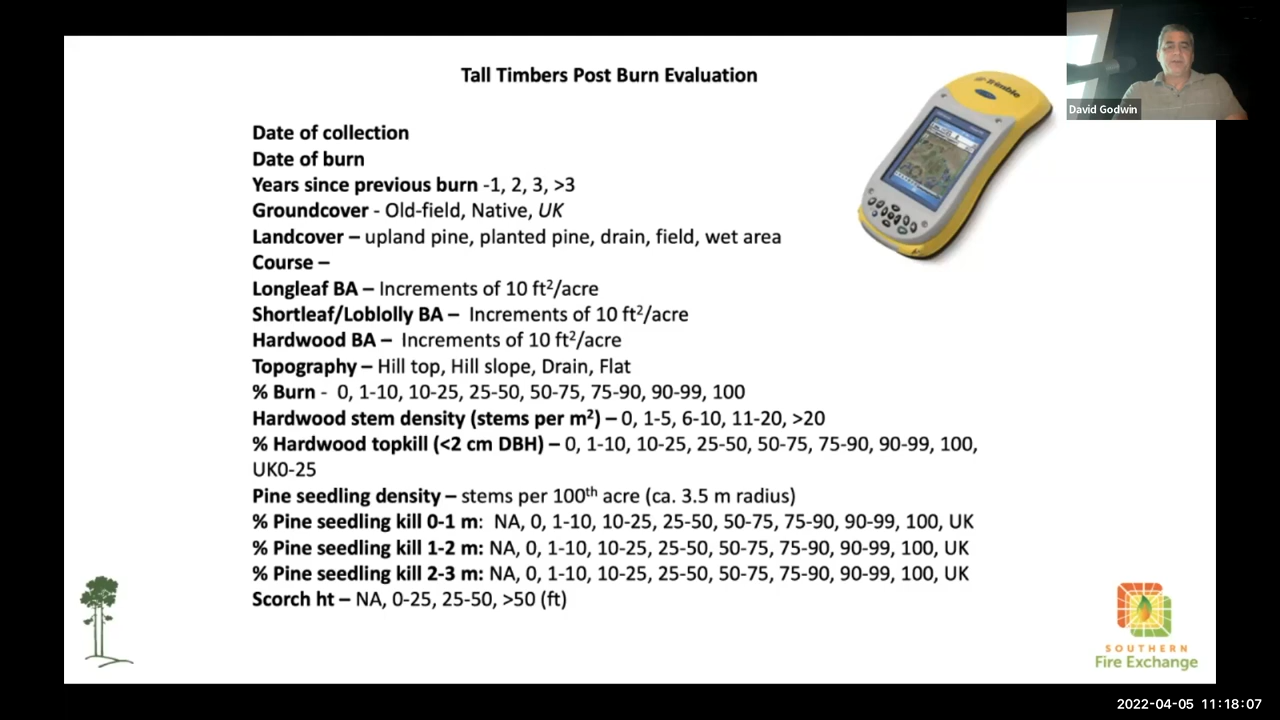 Tall Timbers Post Burn Evaluation
Trimble
David Godwin
Date of collection
Date of burn
Years since previous burn -1, 2, 3, >3
Groundcover - Old-field, Native, UK
Landcover – upland pine, planted pine, drain, field, wet area
Course –
Longleaf BA – Increments of 10 ft²/acre
Shortleaf/Loblolly BA – Increments of 10 ft²/acre
Hardwood BA – Increments of 10 ft²/acre
Topography – Hill top, Hill slope, Drain, Flat
% Burn - 0, 1-10, 10-25, 25-50, 50-75, 75-90, 90-99, 100
Hardwood stem density (stems per m²) – 0, 1-5, 6-10, 11-20, >20
% Hardwood topkill (<2 cm DBH) – 0, 1-10, 10-25, 25-50, 50-75, 75-90, 90-99, 100,
UK0-25
Pine seedling density – stems per 100th acre (ca. 3.5 m radius)
% Pine seedling kill 0-1 m: NA, 0, 1-10, 10-25, 25-50, 50-75, 75-90, 90-99, 100, UK
% Pine seedling kill 1-2 m: NA, 0, 1-10, 10-25, 25-50, 50-75, 75-90, 90-99, 100, UK
% Pine seedling kill 2-3 m: NA, 0, 1-10, 10-25, 25-50, 50-75, 75-90, 90-99, 100, UK
Scorch ht – NA, 0-25, 25-50, >50 (ft)
SOUTHERN
Fire Exchange
2022-04-05 11:18:07